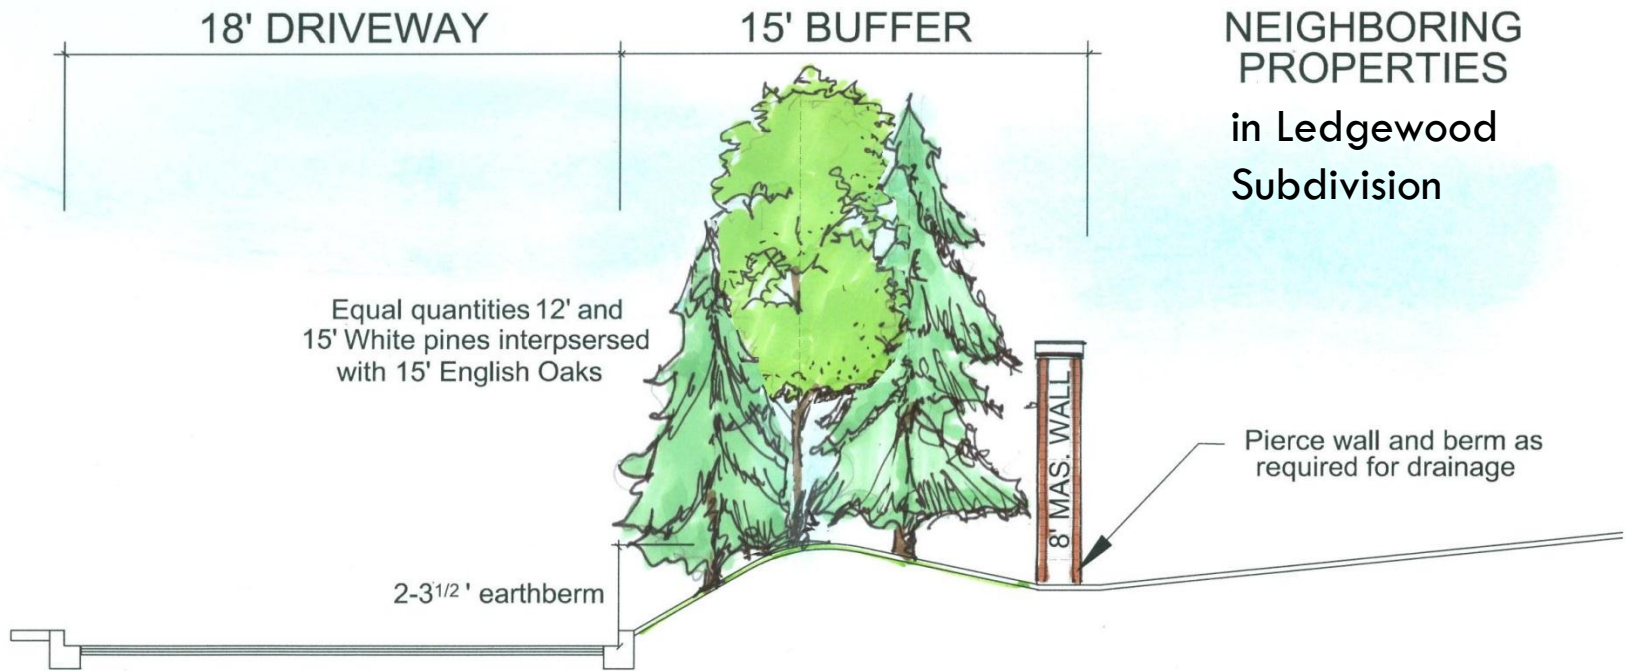 18' DRIVEWAY
15' BUFFER
NEIGHBORING
PROPERTIES
in Ledgewood
Subdivision
Equal quantities 12' and
15' White pines interpsersed
with 15' English Oaks
8' MAS. WALL
Pierce wall and berm as
required for drainage
2-3 1/2 ' earthberm